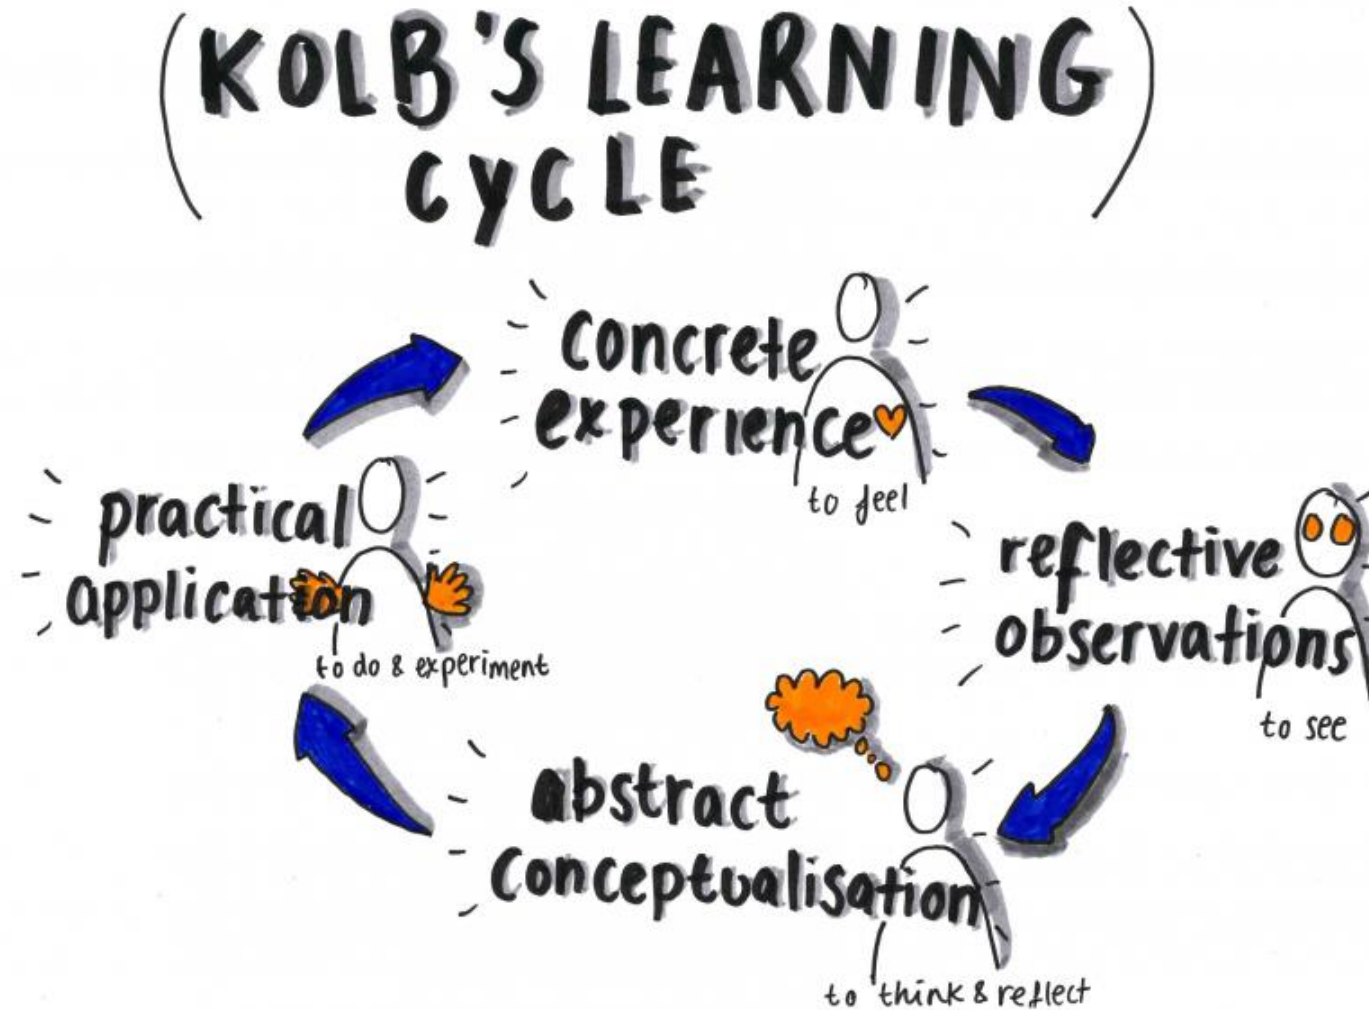 (KOLB'S LEARNING
CYCLE)
concrete
experience
to feel
reflective
observations
to see
abstract
conceptualisation
to think & reflect
practical
application
to do & experiment